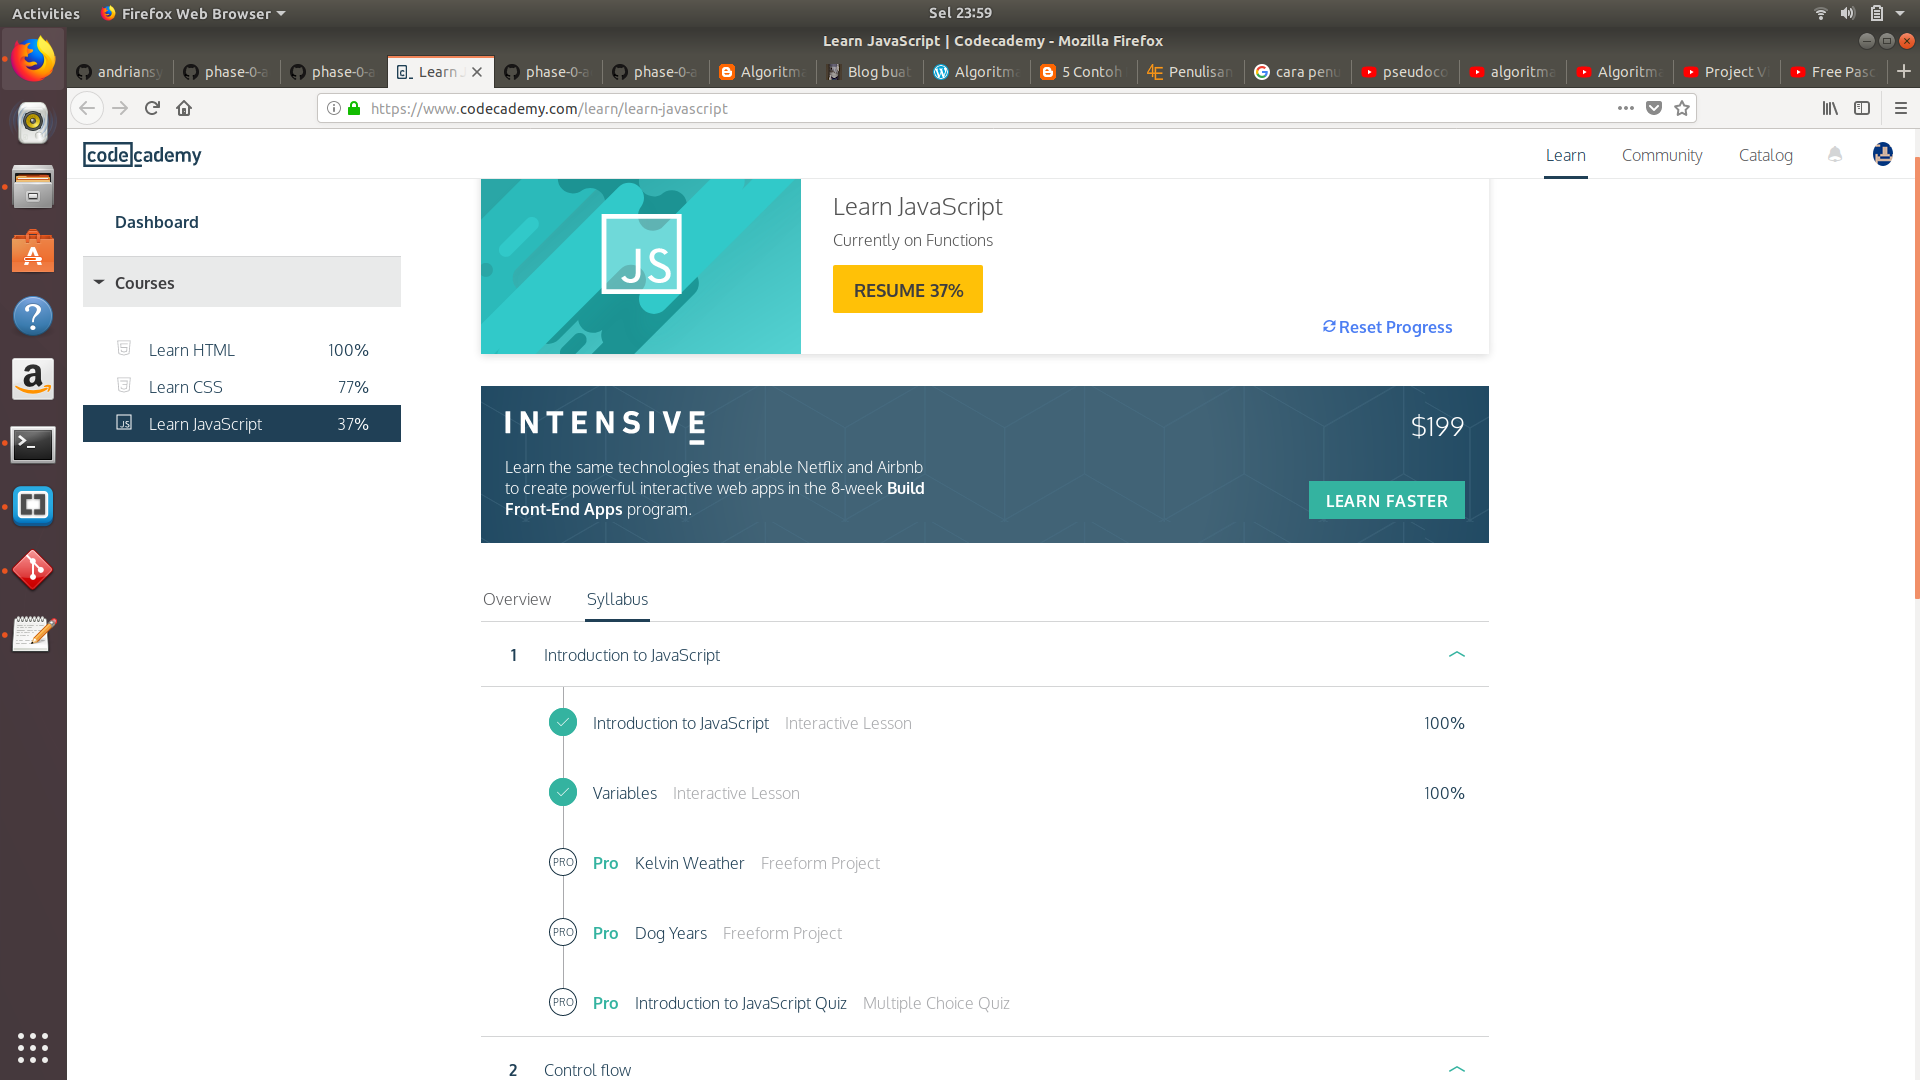 Activities
Firefox Web Browser
Sel 23:59
Learn JavaScript | Codecademy - Mozilla Firefox
andriansy
phase-0-a
phase-0-a
Learn J
phase-0-a
phase-0-a
Algoritma
Blog buat
Algoritma
5 Contoh
Penulisan
cara penu
pseudoco
algoritma
Algoritma
Project V
Free Pasc
https://www.codecademy.com/learn/learn-javascript
codecademy
Learn
Community
Catalog
Dashboard
Courses
Learn HTML 100%
Learn CSS 77%
JS Learn JavaScript 37%
JS
Learn JavaScript
Currently on Functions
RESUME 37%
Reset Progress
INTENSIVE
$199
Learn the same technologies that enable Netflix and Airbnb
to create powerful interactive web apps in the 8-week Build
Front-End Apps program.
LEARN FASTER
Overview
Syllabus
1 Introduction to JavaScript
Introduction to JavaScript Interactive Lesson 100%
Variables Interactive Lesson 100%
PRO Pro Kelvin Weather Freeform Project
PRO Pro Dog Years Freeform Project
PRO Pro Introduction to JavaScript Quiz Multiple Choice Quiz
2 Control flow